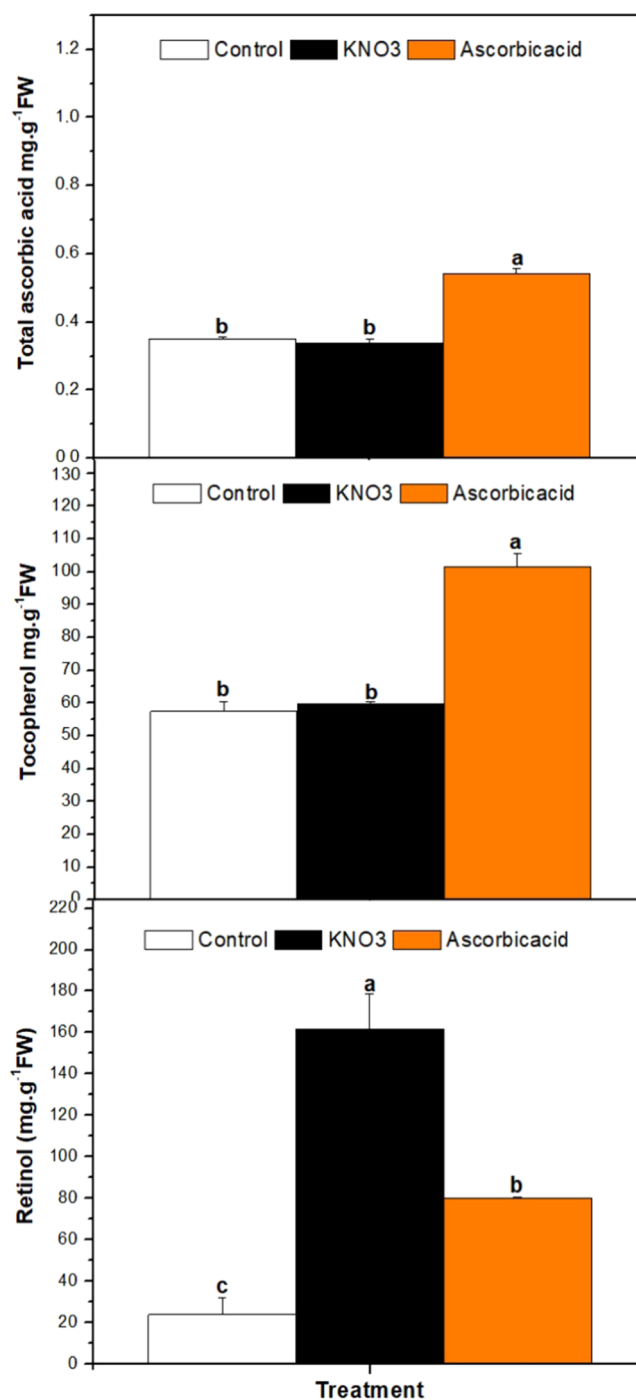 Total ascorbic acid mg.g-1FW
1.2
1.0
0.8
0.6
0.4
0.2
0.0
Control KNO3 Ascorbicacid
b
b
a
Tocopherol mg.g-1FW
130
120
110
100
90
80
70
60
50
40
30
20
10
0
Control KNO3 Ascorbicacid
b
b
a
Retinol (mg.g-1FW)
220
200
180
160
140
120
100
80
60
40
20
0
Control KNO3 Ascorbicacid
c
a
b
Treatment